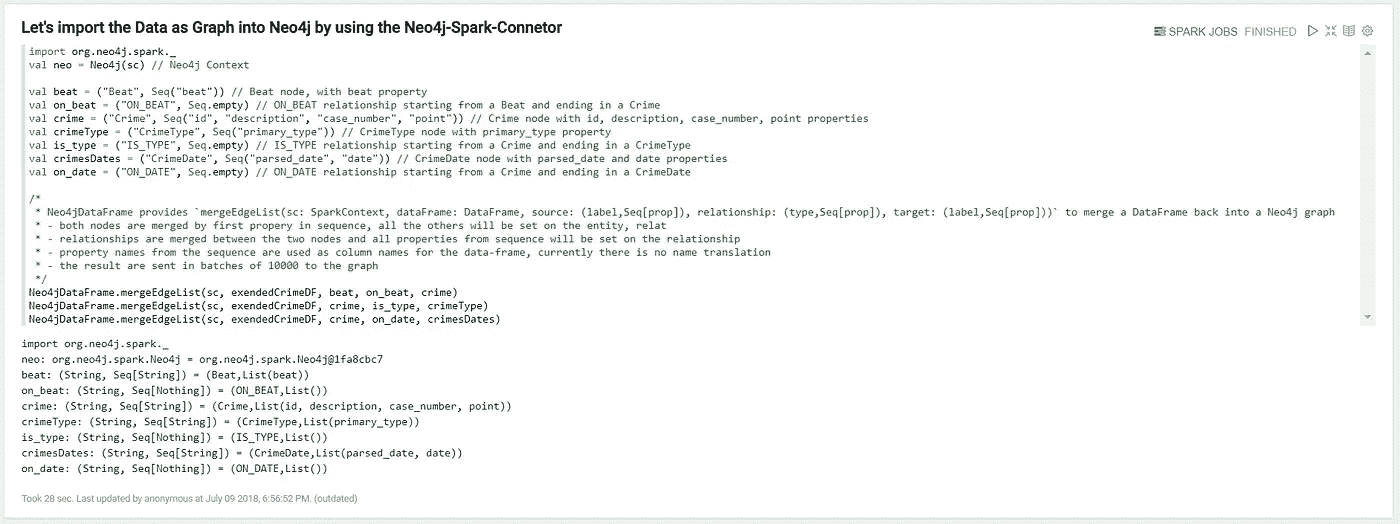 Let's import the Data as Graph into Neo4j by using the Neo4j-Spark-Connetor
SPARK JOBS FINISHED
import org.neo4j.spark._
val neo = Neo4j(sc) // Neo4j Context
val beat = ("Beat", Seq("beat")) // Beat node, with beat property
val on_beat = ("ON_BEAT", Seq.empty) // ON_BEAT relationship starting from a Beat and ending in a Crime
val crime = ("Crime", Seq("id", "description", "case_number", "point")) // Crime node with id, description, case_number, point properties
val crimeType = ("CrimeType", Seq("primary_type")) // CrimeType node with primary_type property
val is_type = ("IS_TYPE", Seq.empty) // IS_TYPE relationship starting from a Crime and ending in a CrimeType
val crimesDates = ("CrimeDate", Seq("parsed_date", "date")) // CrimeDate node with parsed_date and date properties
val on_date = ("ON_DATE", Seq.empty) // ON_DATE relationship starting from a Crime and ending in a CrimeDate
/*
* Neo4jDataFrame provides `mergeEdgeList(sc: SparkContext, dataFrame: DataFrame, source: (label,Seq[prop]), relationship: (type,Seq[prop]), target: (label,Seq[prop]))` to merge a DataFrame back into a Neo4j graph
* - both nodes are merged by first propery in sequence, all the others will be set on the entity, relat
* - relationships are merged between the two nodes and all properties from sequence will be set on the relationship
* - property names from the sequence are used as column names for the data-frame, currently there is no name translation
* - the result are sent in batches of 10000 to the graph
*/
Neo4jDataFrame.mergeEdgeList(sc, exendedCrimeDF, beat, on_beat, crime)
Neo4jDataFrame.mergeEdgeList(sc, exendedCrimeDF, crime, is_type, crimeType)
Neo4jDataFrame.mergeEdgeList(sc, exendedCrimeDF, crime, on_date, crimesDates)
import org.neo4j.spark._
neo: org.neo4j.spark.Neo4j = org.neo4j.spark.Neo4j@1fa8cbc7
beat: (String, Seq[String]) = (Beat,List(beat))
on_beat: (String, Seq[Nothing]) = (ON_BEAT,List())
crime: (String, Seq[String]) = (Crime,List(id, description, case_number, point))
crimeType: (String, Seq[String]) = (CrimeType,List(primary_type))
is_type: (String, Seq[Nothing]) = (IS_TYPE,List())
crimesDates: (String, Seq[String]) = (CrimeDate,List(parsed_date, date))
on_date: (String, Seq[Nothing]) = (ON_DATE,List())
Took 28 sec. Last updated by anonymous at July 09 2018, 6:56:52 PM. (outdated)